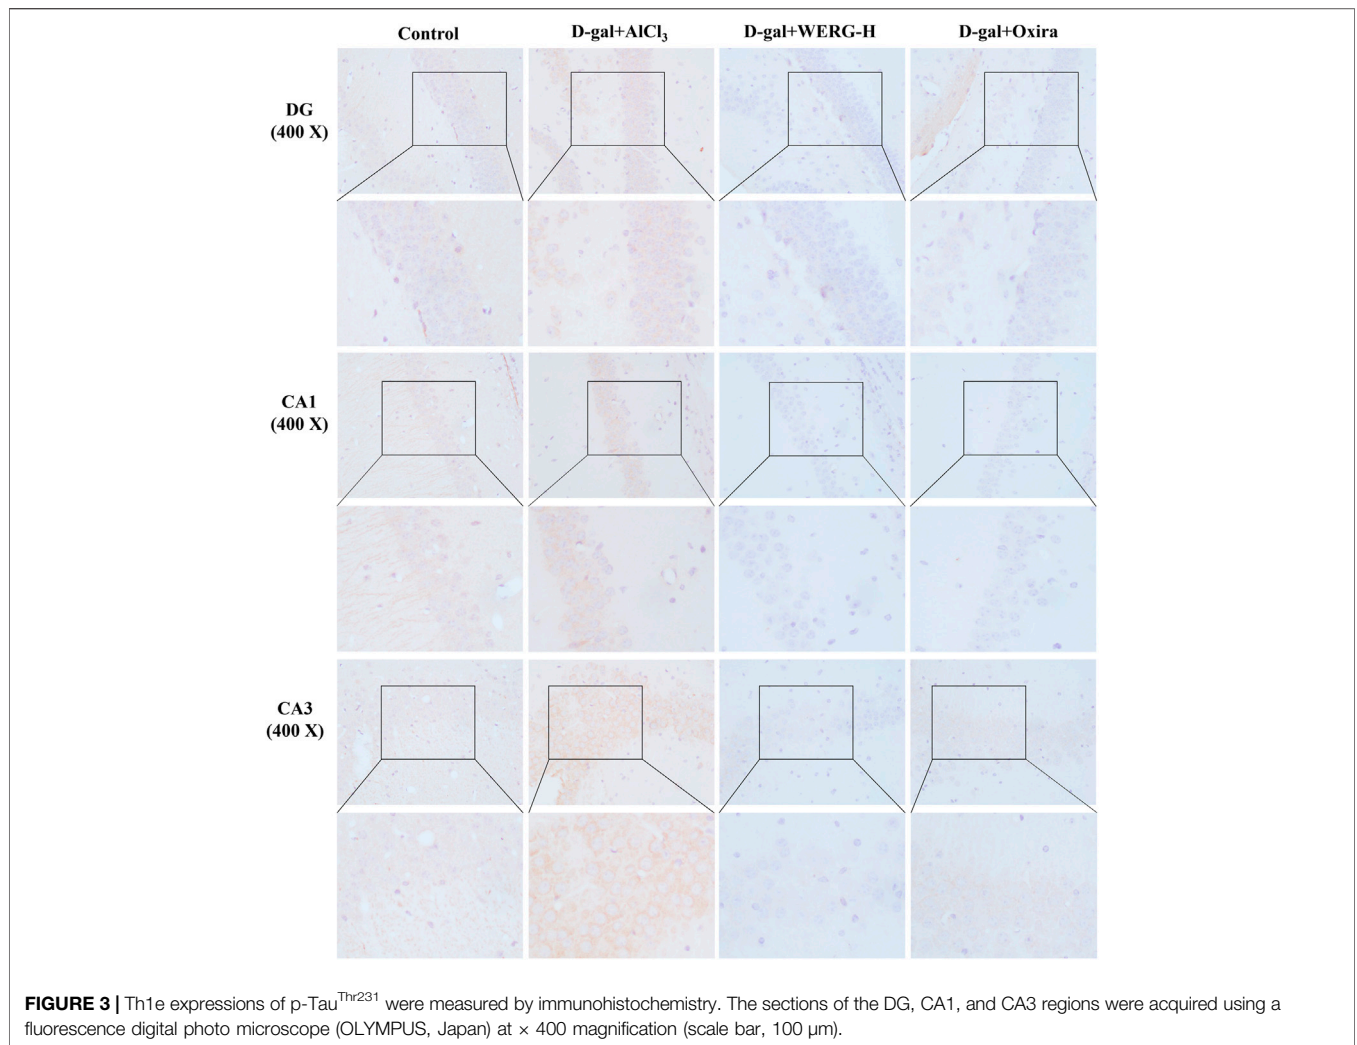 Control D-gal+AlCl₃ D-gal+WERG-H D-gal+Oxira
DG
(400 X)
CA1
(400 X)
CA3
(400 X)
FIGURE 3 | Th1e expressions of p-Tau^Thr231 were measured by immunohistochemistry. The sections of the DG, CA1, and CA3 regions were acquired using a
fluorescence digital photo microscope (OLYMPUS, Japan) at × 400 magnification (scale bar, 100 μm).